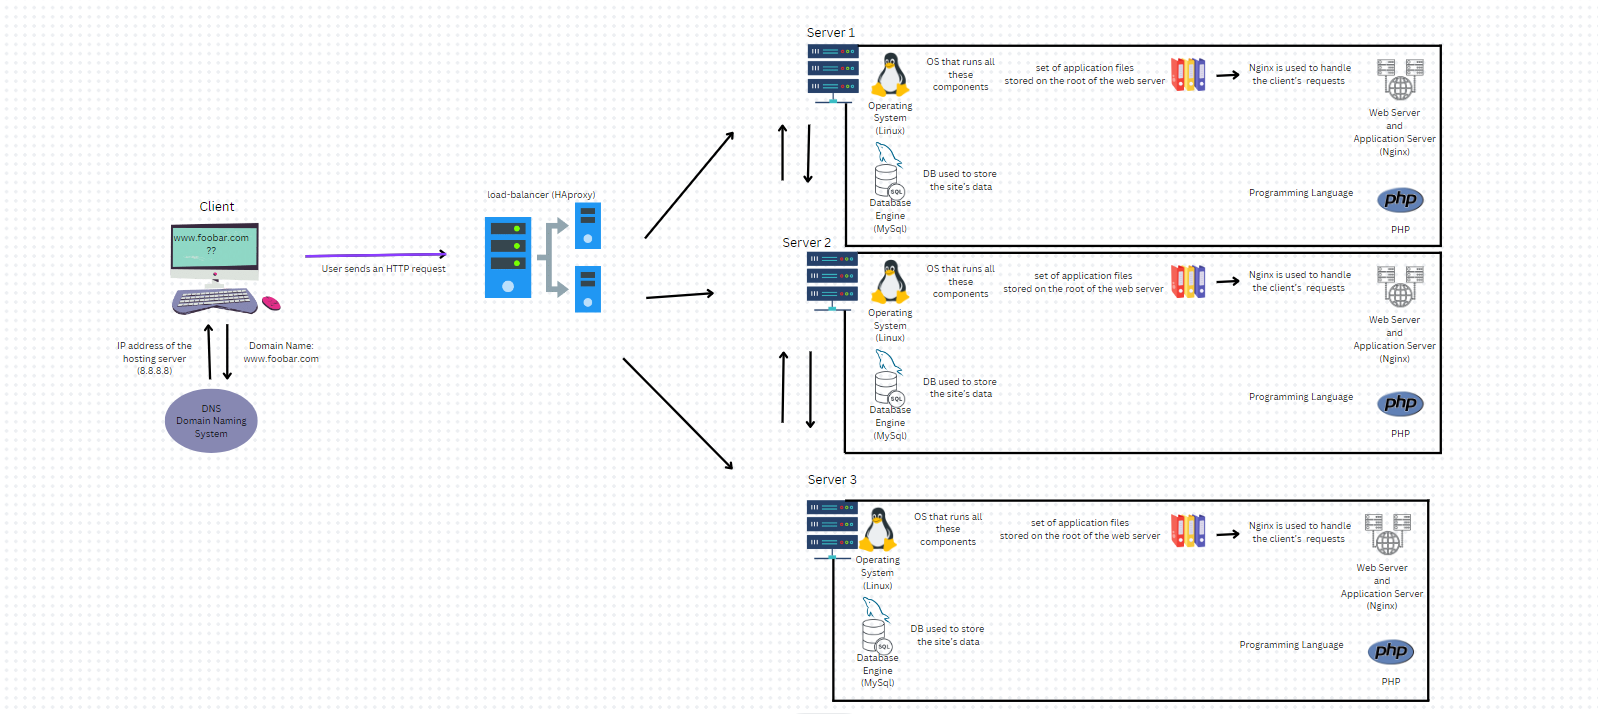 Client
www.foobar.com
??
User sends an HTTP request
IP address of the
hosting server
(8.8.8.8)
Domain Name:
www.foobar.com
DNS
Domain Naming
System
load-balancer (HAproxy)
Server 1
OS that runs all
these
components
set of application files
stored on the root of the web server
Nginx is used to handle
the client's requests
Operating
System
(Linux)
Web Server
and
Application Server
(Nginx)
SQL
DB used to store
the site's data
Database
Engine
(MySql)
Programming Language
php
PHP
Server 2
OS that runs all
these
components
set of application files
stored on the root of the web server
Nginx is used to handle
the client's requests
Operating
System
(Linux)
Web Server
and
Application Server
(Nginx)
SQL
DB used to store
the site's data
Database
Engine
(MySql)
Programming Language
php
PHP
Server 3
OS that runs all
these
components
set of application files
stored on the root of the web server
Nginx is used to handle
the client's requests
Operating
System
(Linux)
Web Server
and
Application Server
(Nginx)
SQL
DB used to store
the site's data
Database
Engine
(MySql)
Programming Language
php
PHP